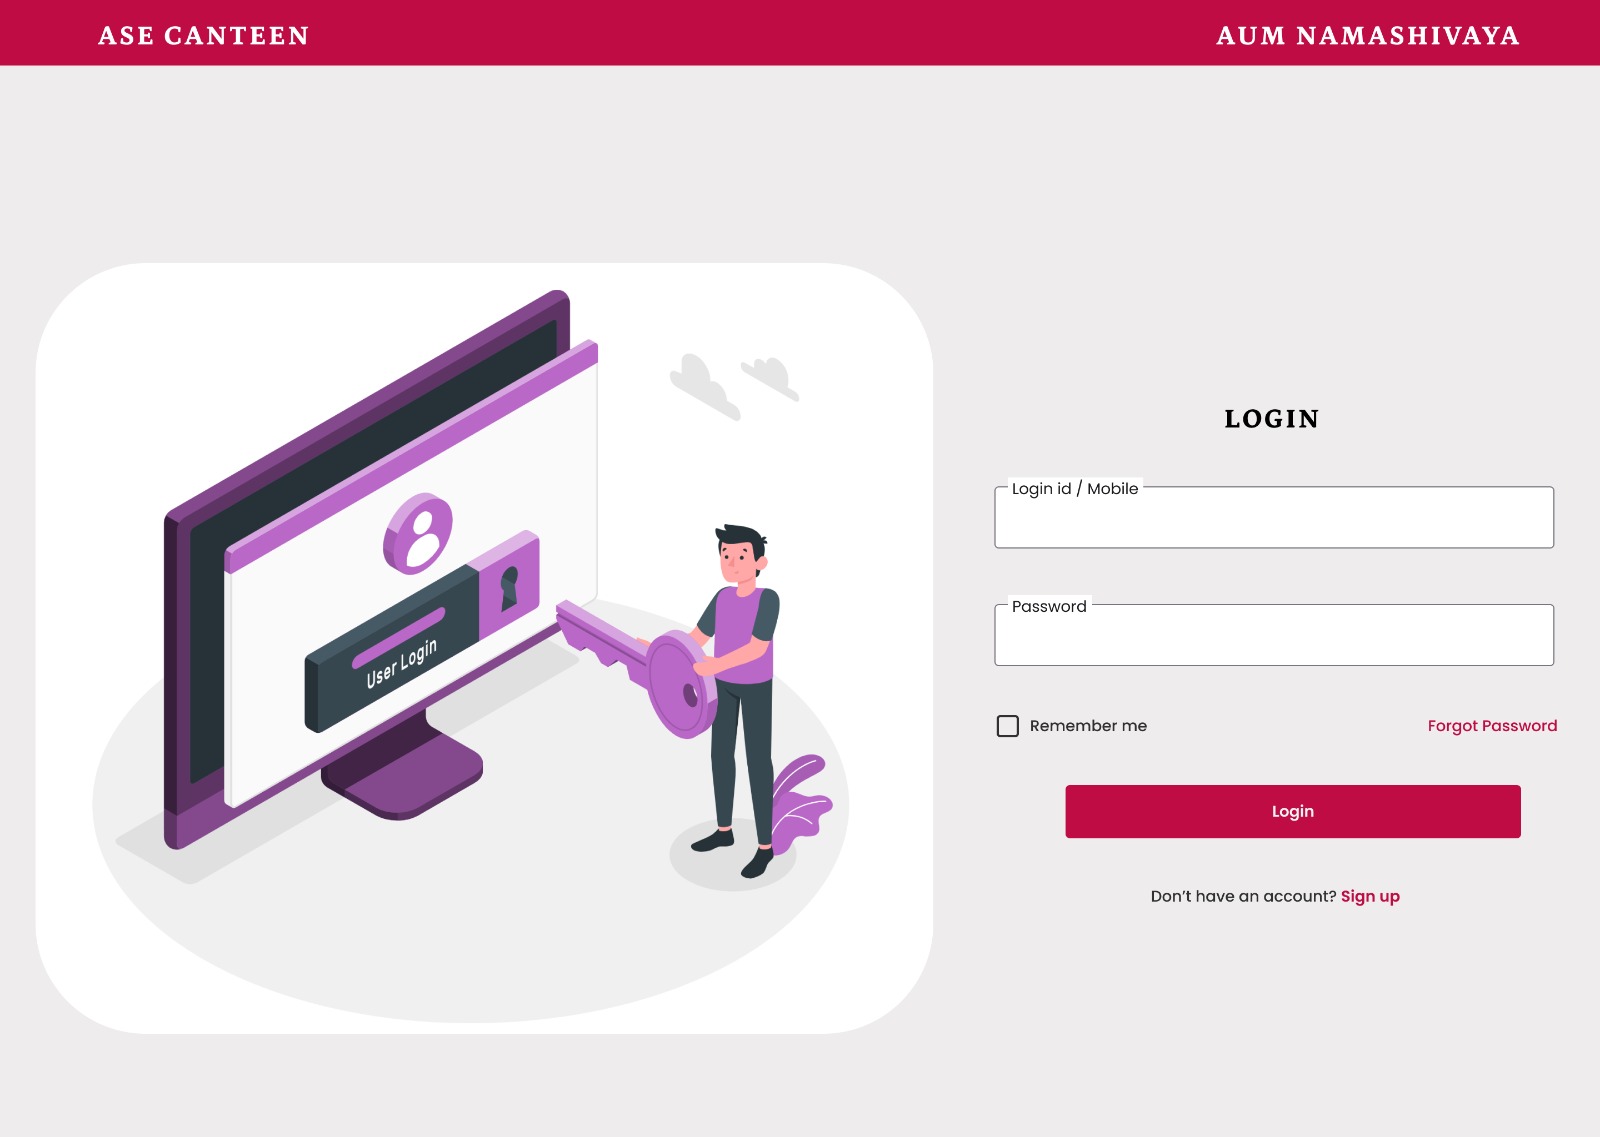 ASE CANTEEN
AUM NAMASHIVAYA
User Login
LOGIN
Login id / Mobile
Password
Remember me
Forgot Password
Login
Don’t have an account? Sign up